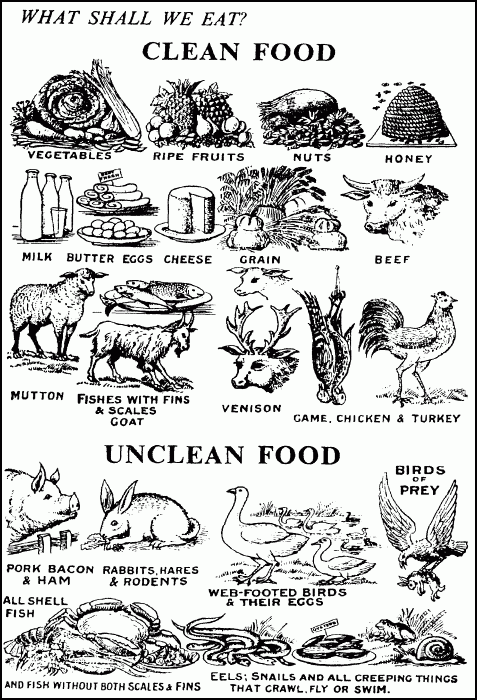 WHAT SHALL WE EAT?
CLEAN FOOD
VEGETABLES RIPE FRUITS NUTS HONEY
MILK BUTTER EGGS CHEESE GRAIN BEEF
MUTTON
FISHES WITH FINS
& SCALES
GOAT
VENISON
GAME, CHICKEN & TURKEY
UNCLEAN FOOD
BIRDS
OF
PREY
PORK BACON
& HAM
RABBITS, HARES
& RODENTS
WEB-FOOTED BIRDS
& THEIR EGGS
ALL SHELL
FISH
AND FISH WITHOUT BOTH SCALES & FINS
EELS; SNAILS AND ALL CREEPING THINGS
THAT CRAWL, FLY OR SWIM.